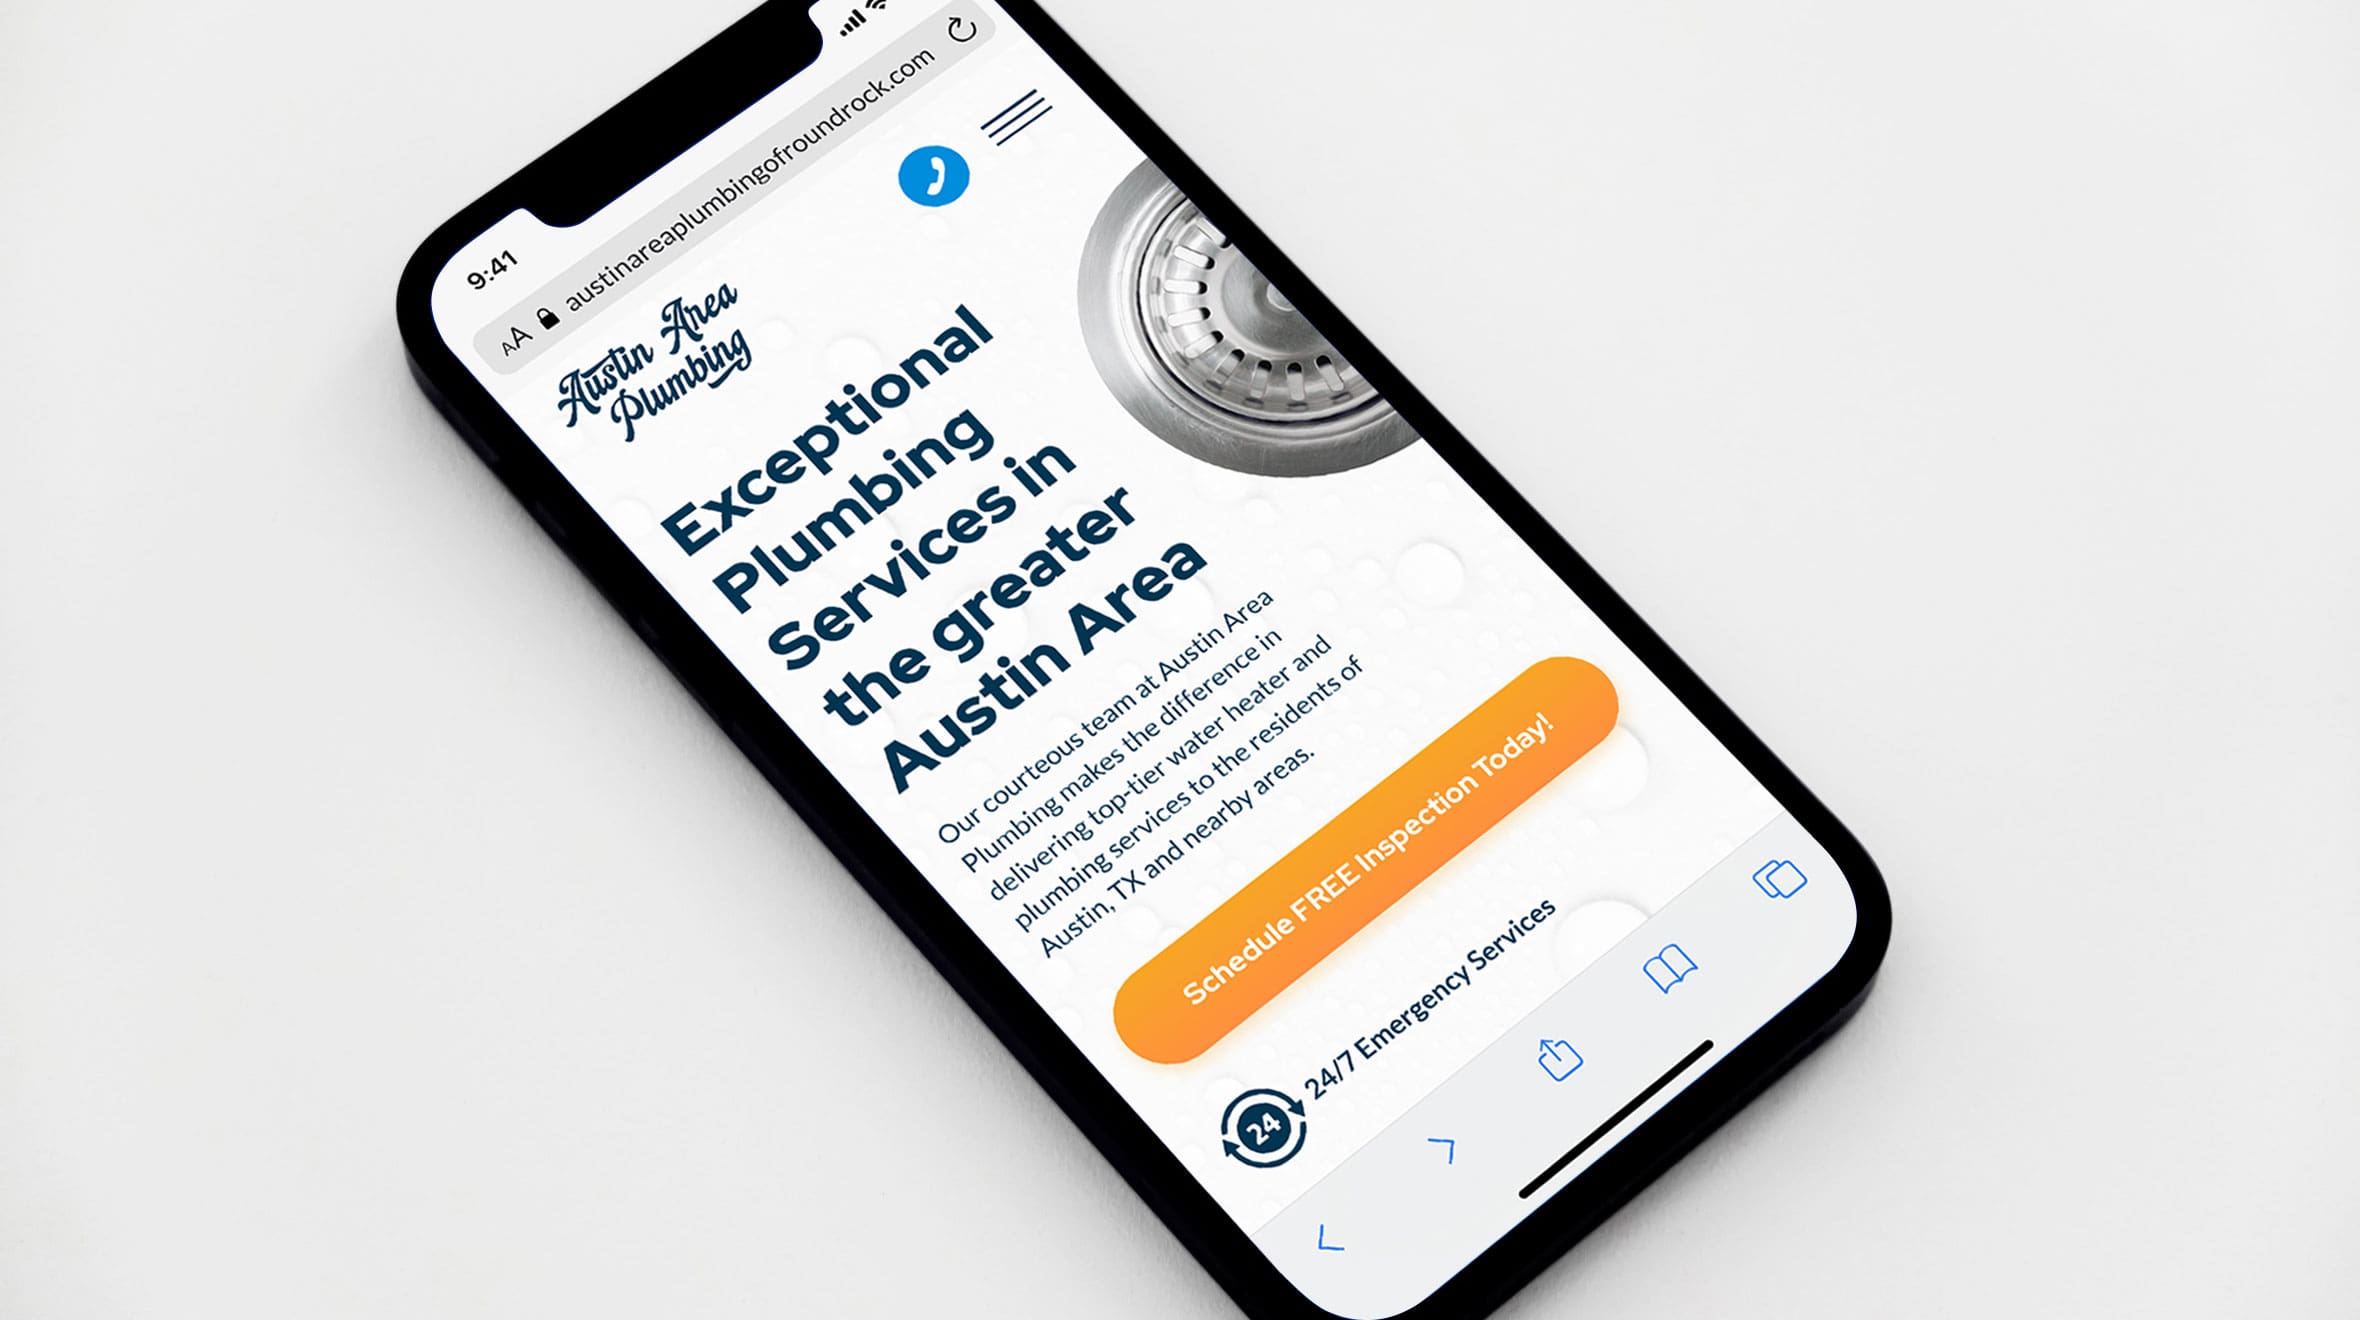 9:41
AA austinareaplumbingofroundrock.com
Austin Area
Plumbing
Exceptional
Plumbing
Services in
the greater
Austin Area
Our courteous team at Austin Area
Plumbing makes the difference in
delivering top-tier water heater and
plumbing services to the residents of
Austin, TX and nearby areas.
Schedule FREE Inspection Today!
24 24/7 Emergency Services